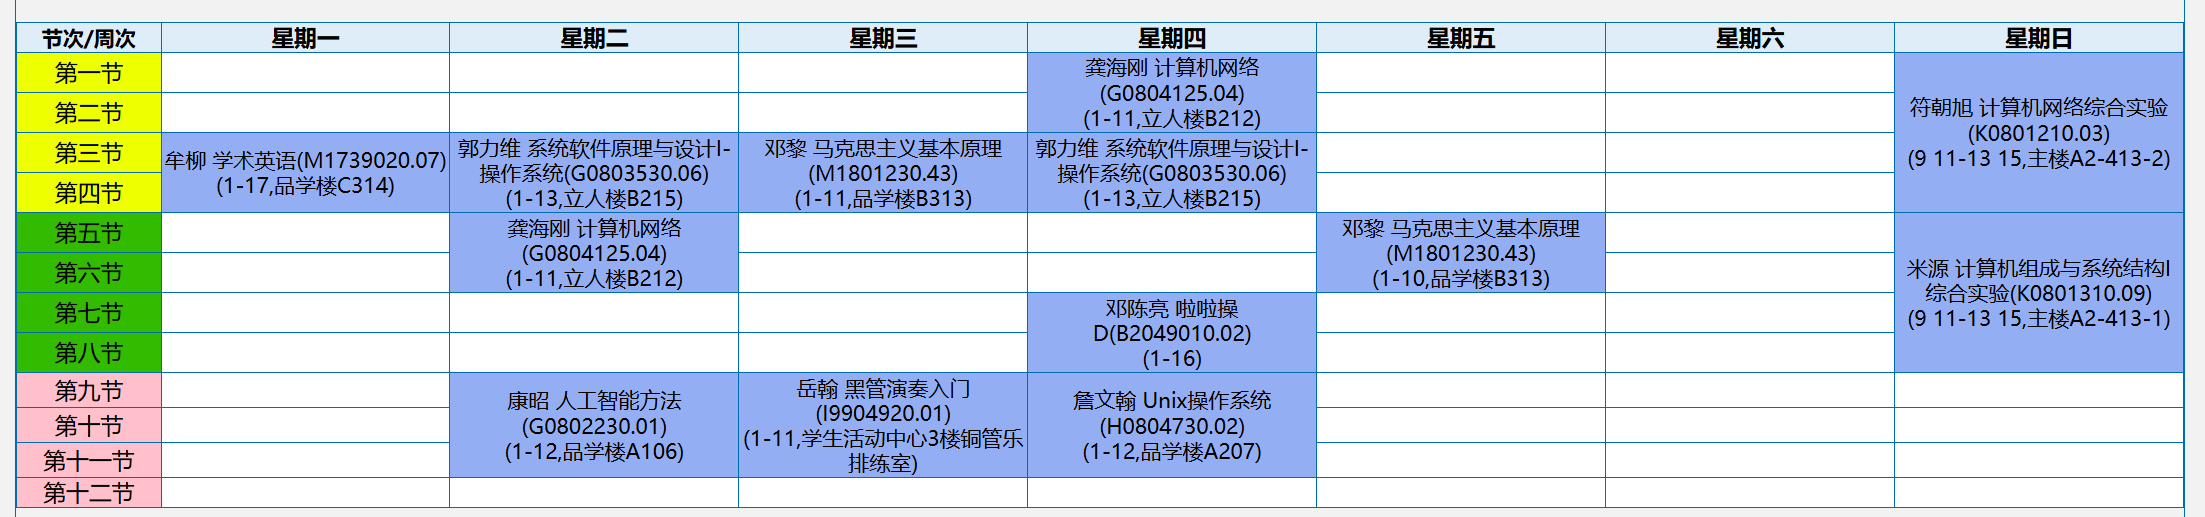 节次/周次 星期一 星期二 星期三 星期四 星期五 星期六 星期日
第一节
第二节
第三节
第四节
第五节
第六节
第七节
第八节
第九节
第十节
第十一节
第十二节
牟柳 学术英语(M1739020.07)
(1-17,品学楼C314)
郭力维 系统软件原理与设计I-
操作系统(G0803530.06)
(1-13,立人楼B215)
龚海刚 计算机网络
(G0804125.04)
(1-11,立人楼B212)
康昭 人工智能方法
(G0802230.01)
(1-12,品学楼A106)
邓黎 马克思主义基本原理
(M1801230.43)
(1-11,品学楼B313)
岳翰 黑管演奏入门
(I9904920.01)
(1-11,学生活动中心3楼铜管乐
排练室)
龚海刚 计算机网络
(G0804125.04)
(1-11,立人楼B212)
郭力维 系统软件原理与设计I-
操作系统(G0803530.06)
(1-13,立人楼B215)
邓陈亮 啦啦操
D(B2049010.02)
(1-16)
詹文翰 Unix操作系统
(H0804730.02)
(1-12,品学楼A207)
邓黎 马克思主义基本原理
(M1801230.43)
(1-10,品学楼B313)
符朝旭 计算机网络综合实验
(K0801210.03)
(9 11-13 15,主楼A2-413-2)
米源 计算机组成与系统结构I
综合实验(K0801310.09)
(9 11-13 15,主楼A2-413-1)